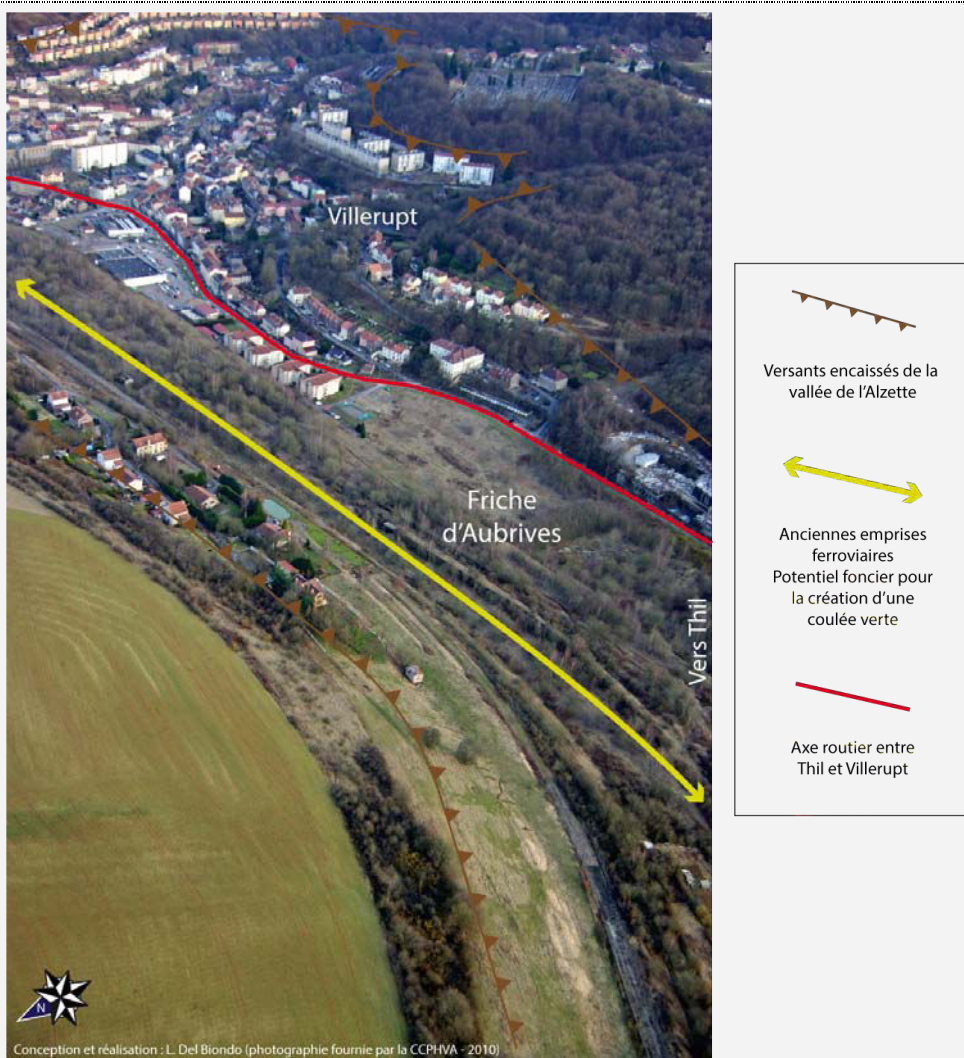 Villerupt
Friche
d'Aubrives
Vers Thil
N
Conception et réalisation : L. Del Biondo (photographie fournie par la CCPHVA - 2010)
Versants encaissés de la
vallée de l'Alzette
Anciennes emprises
ferroviaires
Potentiel foncier pour
la création d'une
coulée verte
Axe routier entre
Thil et Villerupt